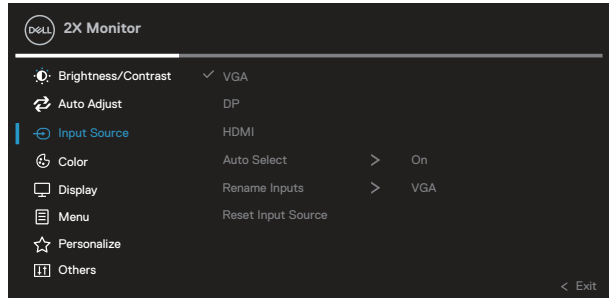 DELL 2X Monitor
Brightness/Contrast VGA
Auto Adjust DP
Input Source HDMI
Color Auto Select > On
Display Rename Inputs > VGA
Menu Reset Input Source
Personalize
Others
< Exit